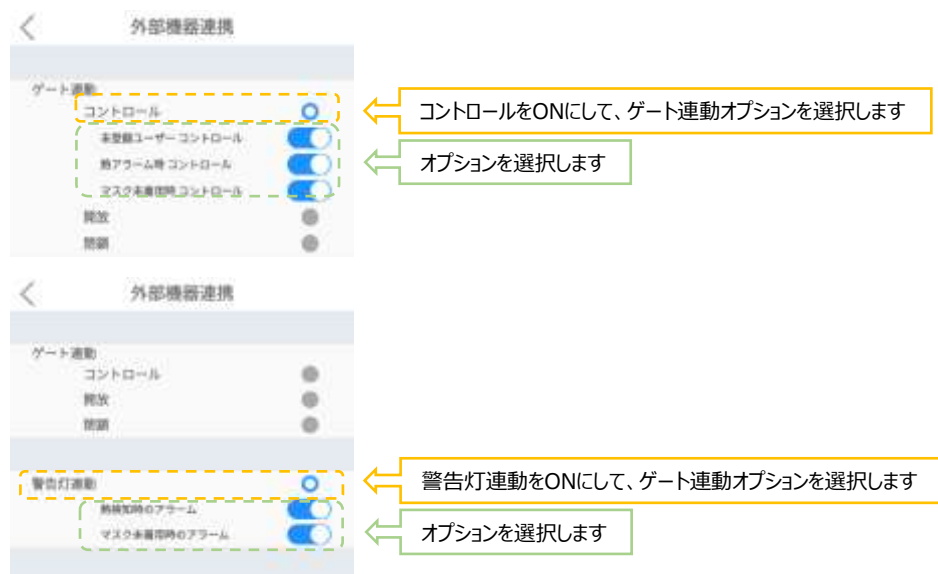 外部機器連携
ゲート連動
コントロール
コントロールをONにして、ゲート連動オプションを選択します
未登録ユーザー コントロール
熱アラーム時 コントロール
オプションを選択します
マスク未着用時 コントロール
開放
閉鎖
外部機器連携
ゲート連動
コントロール
開放
閉鎖
警告灯連動
警告灯連動をONにして、ゲート連動オプションを選択します
熱検知時のアラーム
マスク未着用時のアラーム
オプションを選択します